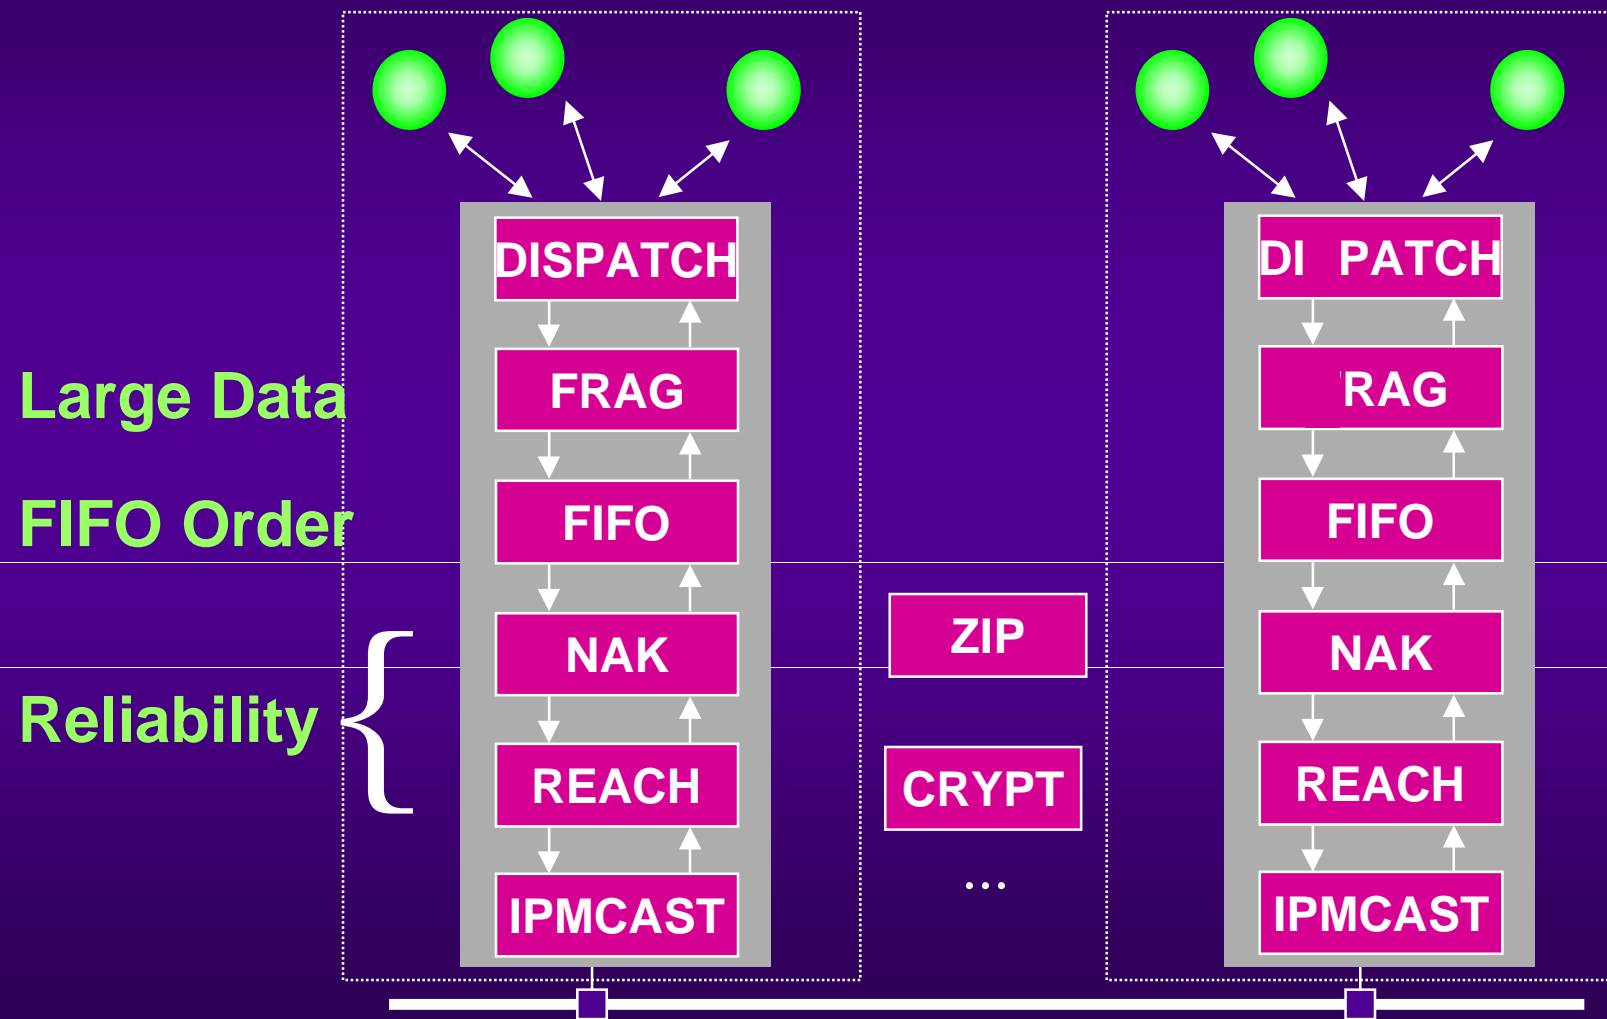 DISPATCH
FRAG
FIFO
NAK
REACH
IPMCAST
Large Data
FIFO Order
Reliability
{
ZIP
CRYPT
...
DI PATCH
RAG
FIFO
NAK
REACH
IPMCAST